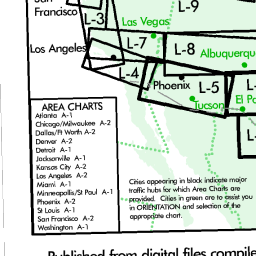 San
Francisco
L-3
L-9
Las Vegas
L-7
L-8
Los Angeles
Albuquerque
L-4
Phoenix
L-5
Tucson
El P
L-
L-
AREA CHARTS
Atlanta A-1
Chicago/Milwaukee A-2
Dallas/Ft Worth A-2
Denver A-2
Detroit A-1
Jacksonville A-1
Kansas City A-2
Los Angeles A-2
Miami A-1
Minneapolis/St Paul A-1
Phoenix A-2
St Louis A-1
San Francisco A-2
Washington A-1
Cities appearing in black indicate major
traffic hubs for which Area Charts are
provided. Cities in green are to assist you
in ORIENTATION and selection of the
appropriate chart.
Published from digital files compile